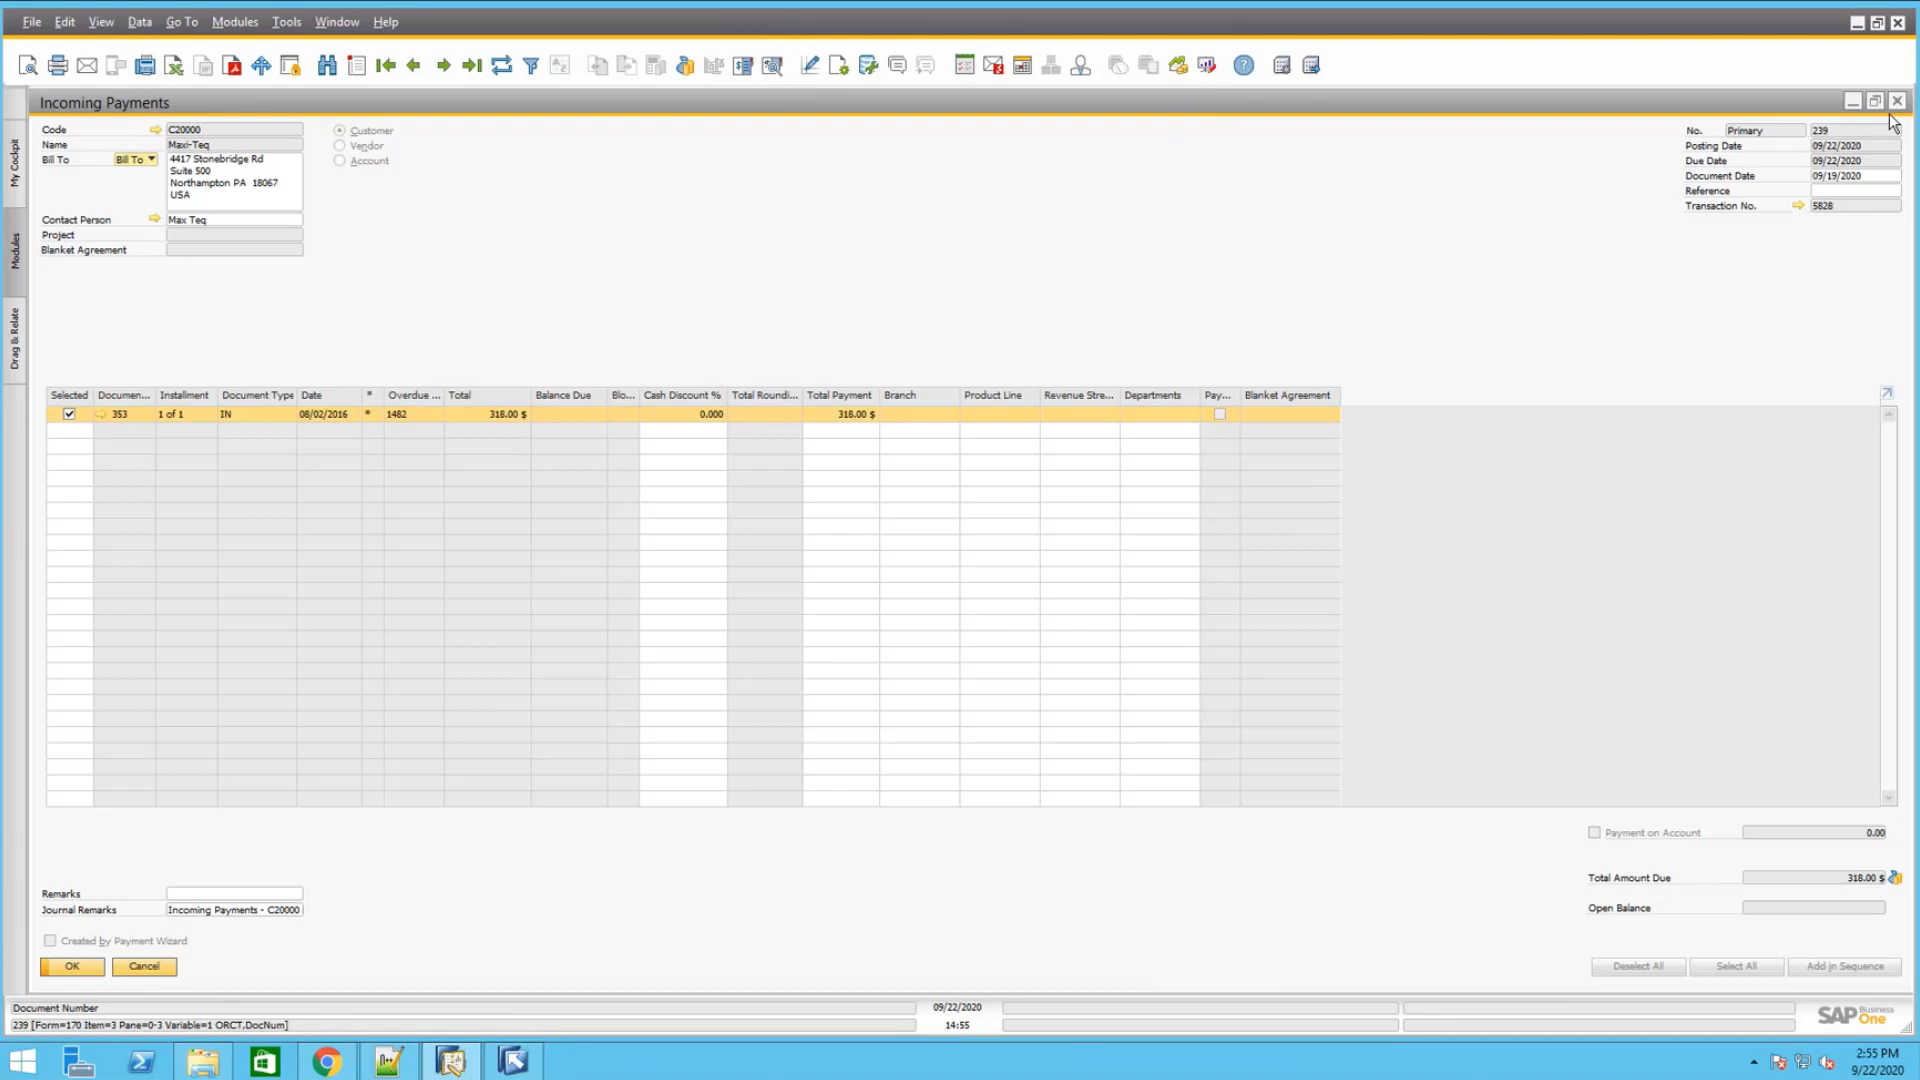 File Edit View Data Go To Modules Tools Window Help
Incoming Payments
Code C20000
Name Maxi-Teq
Bill To Bill To 4417 Stonebridge Rd
Suite 500
Northampton PA 18067
USA
Contact Person Max Teq
Project
Blanket Agreement
Customer
Vendor
Account
No. Primary 239
Posting Date 09/22/2020
Due Date 09/22/2020
Document Date 09/19/2020
Reference
Transaction No. 5828
My Cockpit
Modules
Drag & Relate
Selected Documen... Installment Document Type Date * Overdue ... Total Balance Due Blo... Cash Discount % Total Roundi... Total Payment Branch Product Line Revenue Stre... Departments Pay... Blanket Agreement
353 1 of 1 IN 08/02/2016 * 1482 318.00 $ 0.000 318.00 $
Payment on Account 0.00
Total Amount Due 318.00 $
Open Balance
Remarks
Journal Remarks Incoming Payments - C20000
Created by Payment Wizard
OK Cancel
Deselect All Select All Add in Sequence
Document Number 09/22/2020
239 [Form=170 Item=3 Pane=0-3 Variable=1 ORCT,DocNum] 14:55
SAP Business One
2:55 PM
9/22/2020